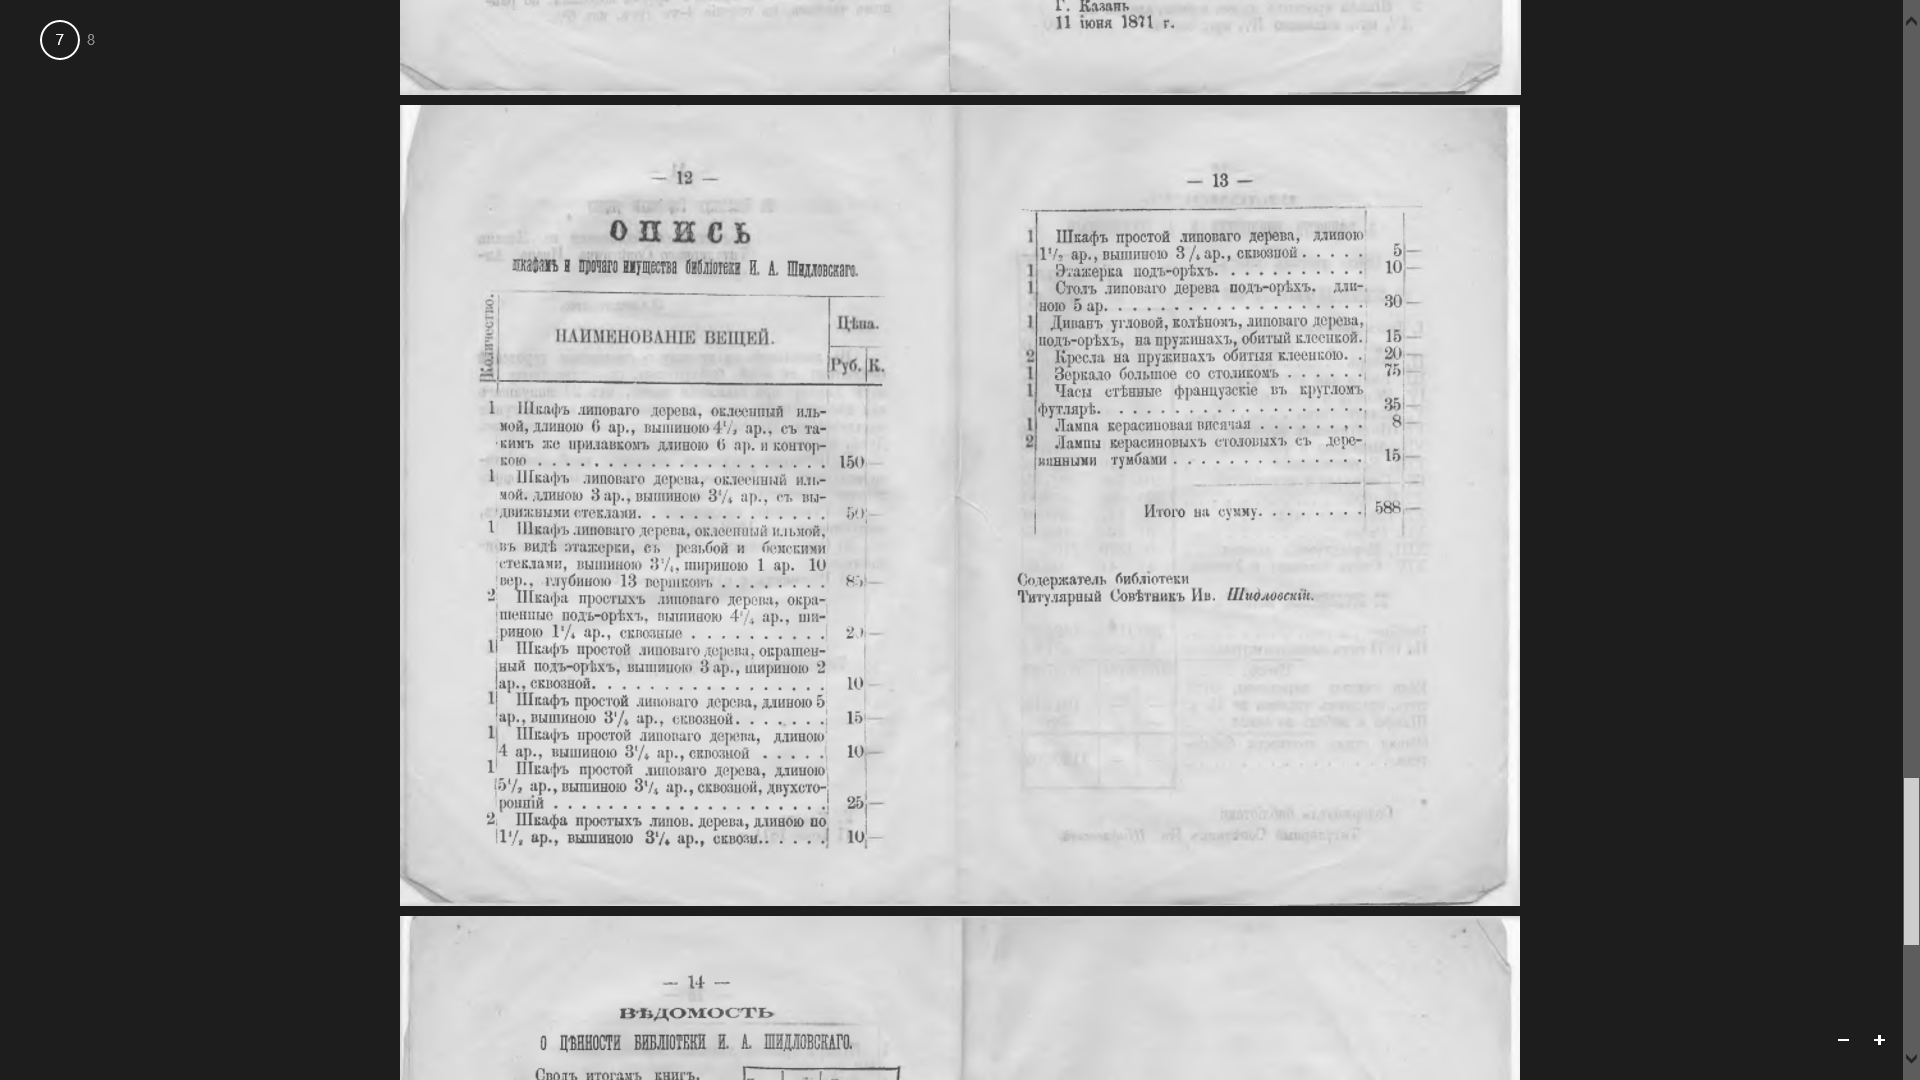 7 8
Г. Казань
11 іюня 1871 г.
— 12 —
ОПИСЬ
шкафамъ и прочаго имущества библіотеки И. А. Шидловскаго.
Количество.
НАИМЕНОВАНІЕ ВЕЩЕЙ.
Цѣна.
Руб. К.
1 Шкафъ липоваго дерева, оклеенный иль-
мой, длиною 6 ар., вышиною 4¹/₂ ар., съ та-
кимъ же прилавкомъ длиною 6 ар. и контор-
кою . . . . . . . . . . . . . . . . . 150 —
1 Шкафъ липоваго дерева, оклеенный иль-
мой. длиною 3 ар., вышиною 3¹/₄ ар., съ вы-
движными стеклами. . . . . . . . . . . . 50 —
1 Шкафъ липоваго дерева, оклеенный ильмой,
въ видѣ этажерки, съ рѣзьбой и бемскими
стеклами, вышиною 3¹/₄, шириною 1 ар. 10
вер., глубиною 13 вершковъ . . . . . . . 85 —
2 Шкафа простыхъ липоваго дерева, окра-
шенные подъ-орѣхъ, вышиною 4¹/₄ ар., ши-
риною 1¹/₄ ар., сквозные . . . . . . . . . 20 —
1 Шкафъ простой липоваго дерева, окрашен-
ный подъ-орѣхъ, вышиною 3 ар., шириною 2
ар., сквозной. . . . . . . . . . . . . . . 10 —
1 Шкафъ простой липоваго дерева, длиною 5
ар., вышиною 3¹/₄ ар., сквозной. . . . . . . 15 —
1 Шкафъ простой липоваго дерева, длиною
4 ар., вышиною 3¹/₄ ар., сквозной . . . . . 10 —
1 Шкафъ простой липоваго дерева, длиною
5¹/₂ ар., вышиною 3¹/₄ ар., сквозной, двухсто-
ронній . . . . . . . . . . . . . . . . . 25 —
2 Шкафа простыхъ липов. дерева, длиною по
1¹/₂ ар., вышиною 3¹/₄ ар., сквозн.. . . . . 10 —
— 13 —
1 Шкафъ простой липоваго дерева, длиною
1¹/₂ ар., вышиною 3 /₄ ар., сквозной . . . . . 5 —
1 Этажерка подъ-орѣхъ. . . . . . . . . . . 10 —
1 Столъ липоваго дерева подъ-орѣхъ. дли-
ною 5 ар. . . . . . . . . . . . . . . . . 30 —
1 Диванъ угловой, колѣномъ, липоваго дерева,
подъ-орѣхъ, на пружинахъ, обитый клеенкой. 15 —
2 Кресла на пружинахъ обитыя клеенкою. . 20 —
1 Зеркало большое со столикомъ . . . . . . 75 —
1 Часы стѣнные французскіе въ кругломъ
футлярѣ. . . . . . . . . . . . . . . . . 35 —
1 Лампа керасиновая висячая . . . . . . . . 8 —
2 Лампы керасиновыхъ столовыхъ съ дере-
вянными тумбами . . . . . . . . . . . . . 15 —
Итого на сумму. . . . . . . . 588 —
Содержатель библіотеки
Титулярный Совѣтникъ Ив. Шидловскій.
— 14 —
ВѢДОМОСТЬ
О ЦѢННОСТИ БИБЛІОТЕКИ И. А. ШИДЛОВСКАГО.
Сводъ итогамъ книгъ.